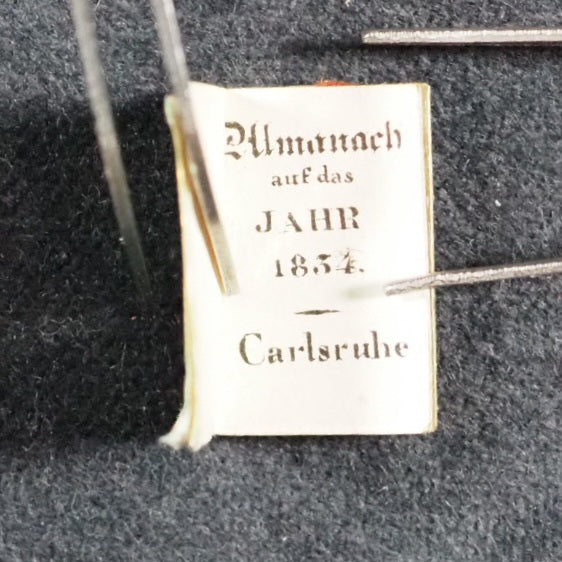 Almanach
auf das
JAHR
1834.
Carlsruhe